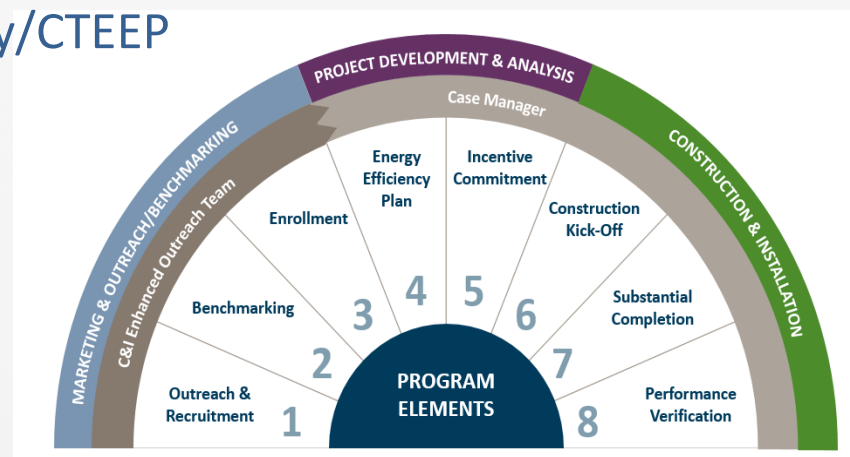 y/CTEEP
PROJECT DEVELOPMENT & ANALYSIS
Case Manager
MARKETING & OUTREACH/BENCHMARKING
C&I Enhanced Outreach Team
CONSTRUCTION & INSTALLATION
Outreach &
Recruitment
1
Benchmarking
2
Enrollment
3
Energy
Efficiency
Plan
4
Incentive
Commitment
5
Construction
Kick-Off
6
Substantial
Completion
7
Performance
Verification
8
PROGRAM
ELEMENTS